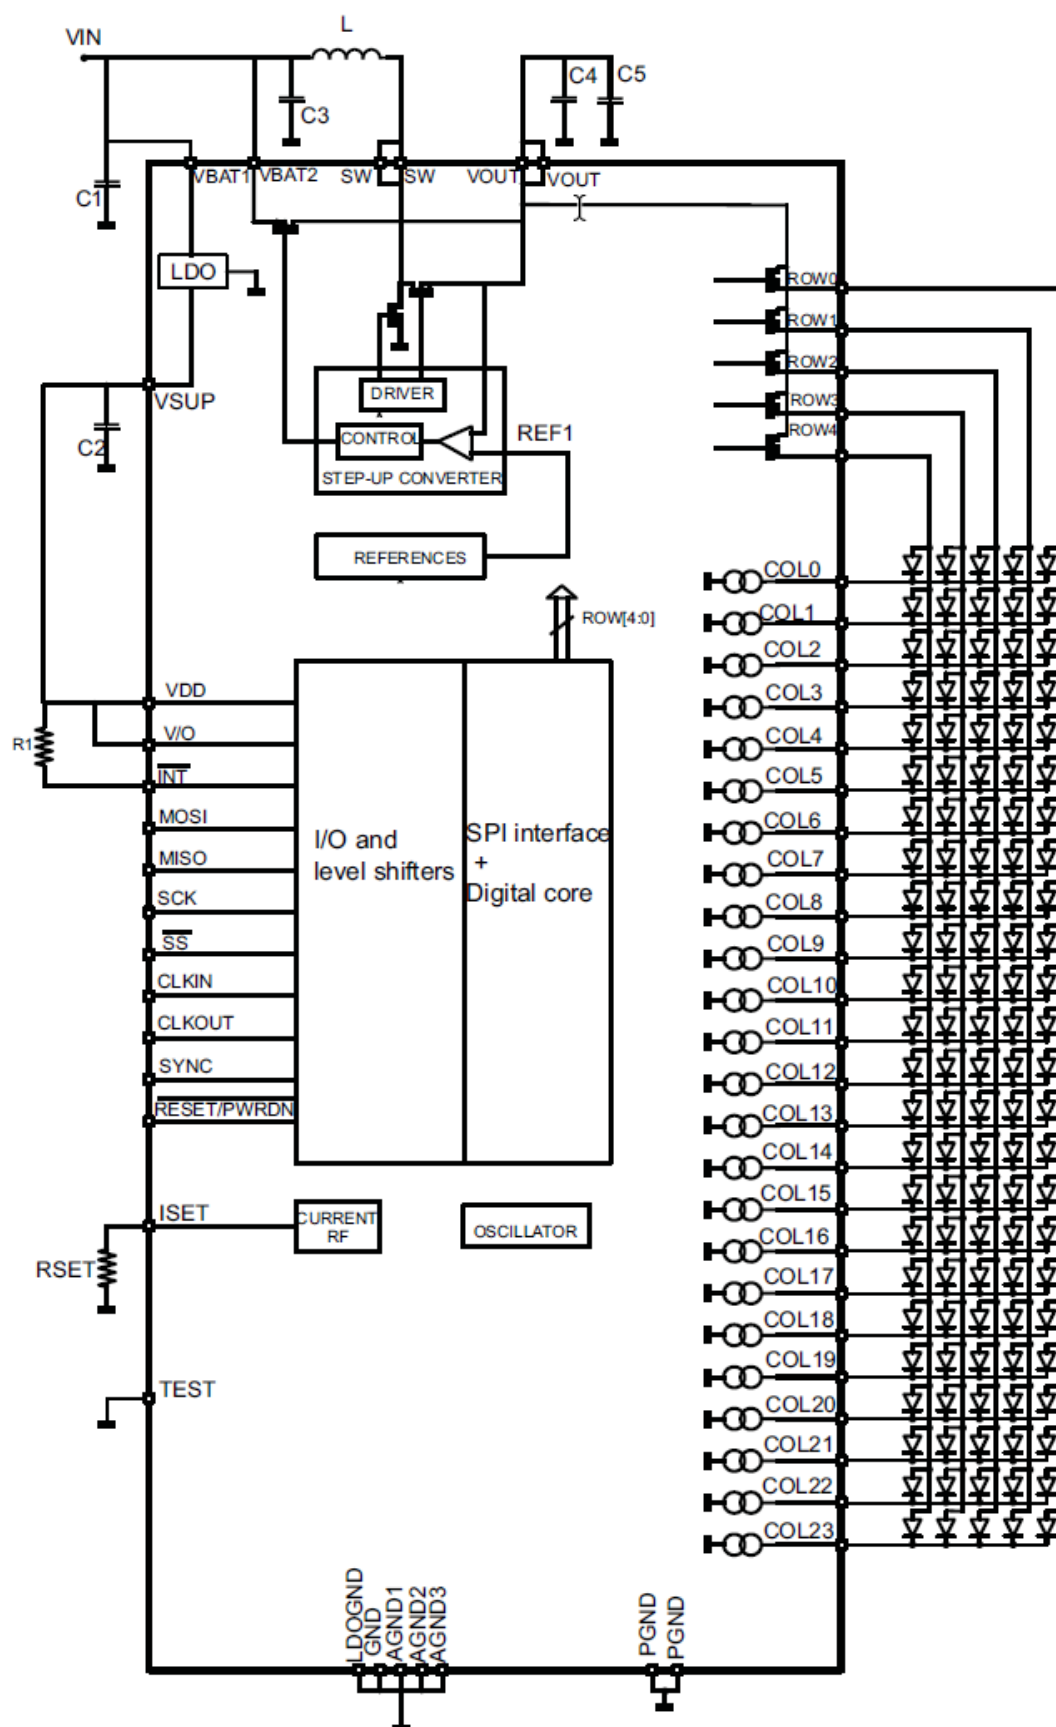 L
VIN
C4
C5
C3
VBAT1
VBAT2
SW
SW
VOUT
VOUT
C1
LDO
ROW0
ROW1
ROW2
ROW3
ROW4
VSUP
DRIVER
C2
CONTROL
REF1
STEP-UP CONVERTER
REFERENCES
COL0
ROW[4:0]
COL1
COL2
VDD
COL3
R1
V/O
COL4
INT
COL5
MOSI
I/O and
level shifters
SPI interface
+
Digital core
COL6
MISO
COL7
SCK
COL8
SS
COL9
CLKIN
COL10
CLKOUT
COL11
SYNC
COL12
RESET/PWRDN
COL13
COL14
COL15
ISET
CURRENT
RF
OSCILLATOR
COL16
RSET
COL17
COL18
COL19
TEST
COL20
COL21
COL22
COL23
LDOGND
GND
AGND1
AGND2
AGND3
PGND
PGND